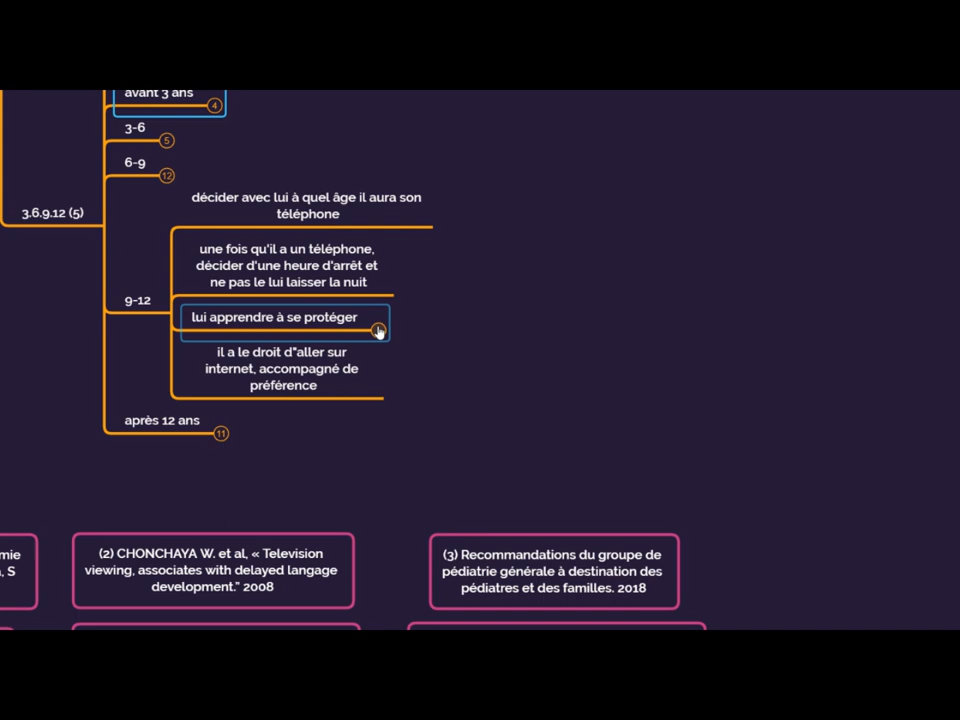 avant 3 ans
4
3-6
5
6-9
12
3.6.9.12 (5)
décider avec lui à quel âge il aura son
téléphone
une fois qu'il a un téléphone,
décider d'une heure d'arrêt et
ne pas le lui laisser la nuit
9-12
lui apprendre à se protéger
il a le droit d"aller sur
internet, accompagné de
préférence
après 12 ans
11
mie
, S
(2) CHONCHAYA W. et al, « Television
viewing, associates with delayed langage
development." 2008
(3) Recommandations du groupe de
pédiatrie générale à destination des
pédiatres et des familles. 2018